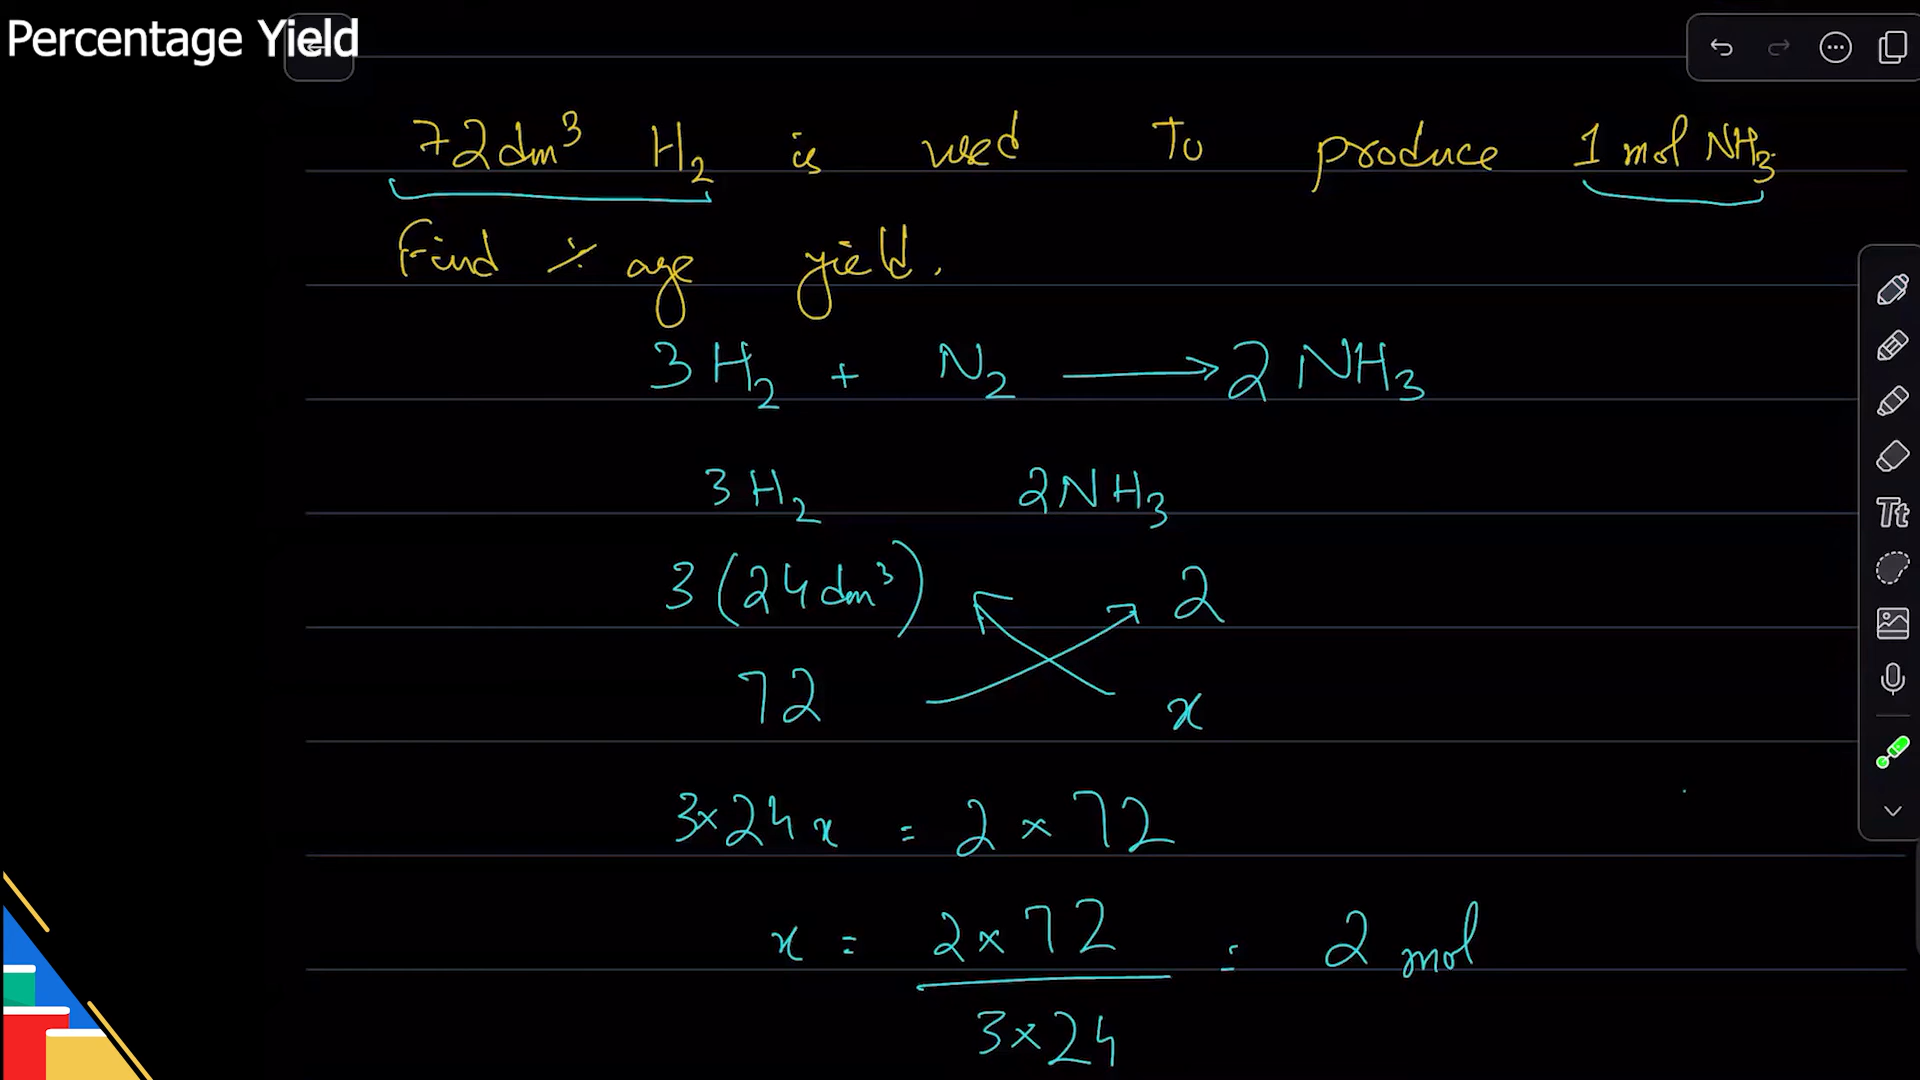 Percentage Yield
72dm³ H₂ is used To produce 1 mol NH₃
Find % age yield.
3H₂ + N₂ ⟶ 2NH₃
3H₂ 2NH₃
3(24dm³) 2
72 x
3×24x = 2×72
x = 2×72 / 3×24 = 2 mol
Tt